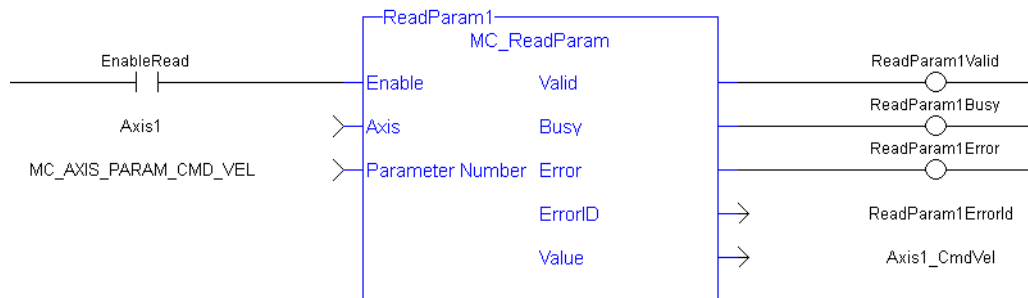 ReadParam1
MC_ReadParam
EnableRead
Enable
Valid
ReadParam1Valid
Axis1
Axis
Busy
ReadParam1Busy
MC_AXIS_PARAM_CMD_VEL
Parameter Number
Error
ReadParam1Error
ErrorID
ReadParam1ErrorId
Value
Axis1_CmdVel